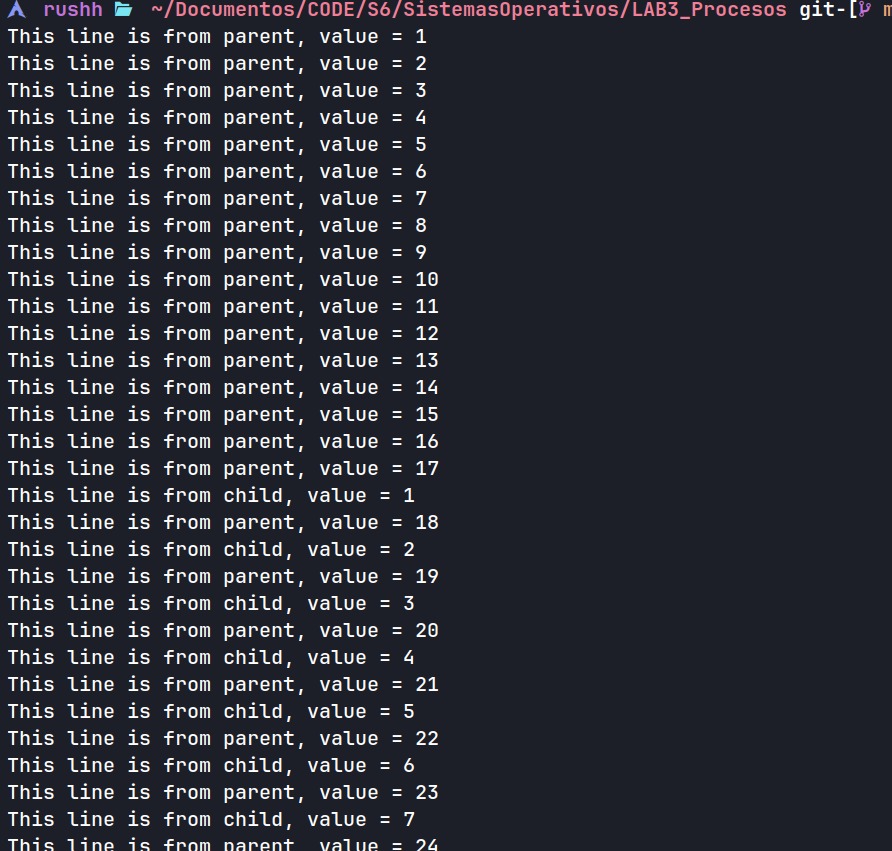 rushh ~/Documentos/CODE/S6/SistemasOperativos/LAB3_Procesos git-[
This line is from parent, value = 1
This line is from parent, value = 2
This line is from parent, value = 3
This line is from parent, value = 4
This line is from parent, value = 5
This line is from parent, value = 6
This line is from parent, value = 7
This line is from parent, value = 8
This line is from parent, value = 9
This line is from parent, value = 10
This line is from parent, value = 11
This line is from parent, value = 12
This line is from parent, value = 13
This line is from parent, value = 14
This line is from parent, value = 15
This line is from parent, value = 16
This line is from parent, value = 17
This line is from child, value = 1
This line is from parent, value = 18
This line is from child, value = 2
This line is from parent, value = 19
This line is from child, value = 3
This line is from parent, value = 20
This line is from child, value = 4
This line is from parent, value = 21
This line is from child, value = 5
This line is from parent, value = 22
This line is from child, value = 6
This line is from parent, value = 23
This line is from child, value = 7
This line is from parent, value = 24